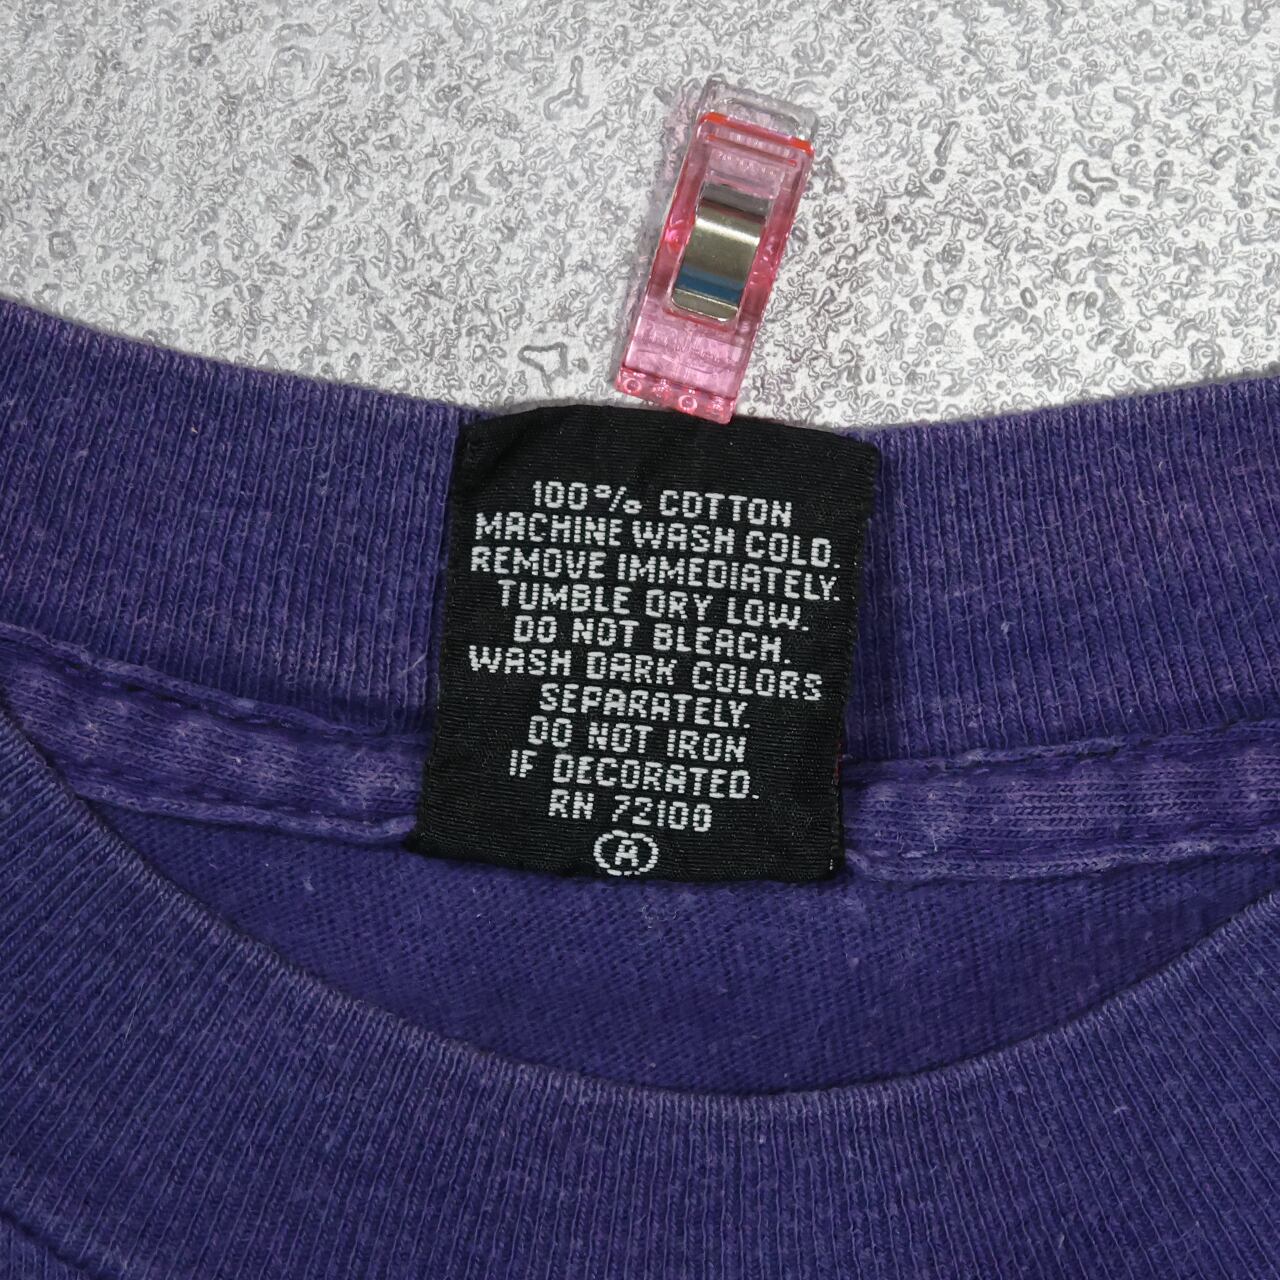 100% COTTON
MACHINE WASH COLD.
REMOVE IMMEDIATELY.
TUMBLE DRY LOW.
DO NOT BLEACH.
WASH DARK COLORS
SEPARATELY.
DO NOT IRON
IF DECORATED.
RN 72100
A